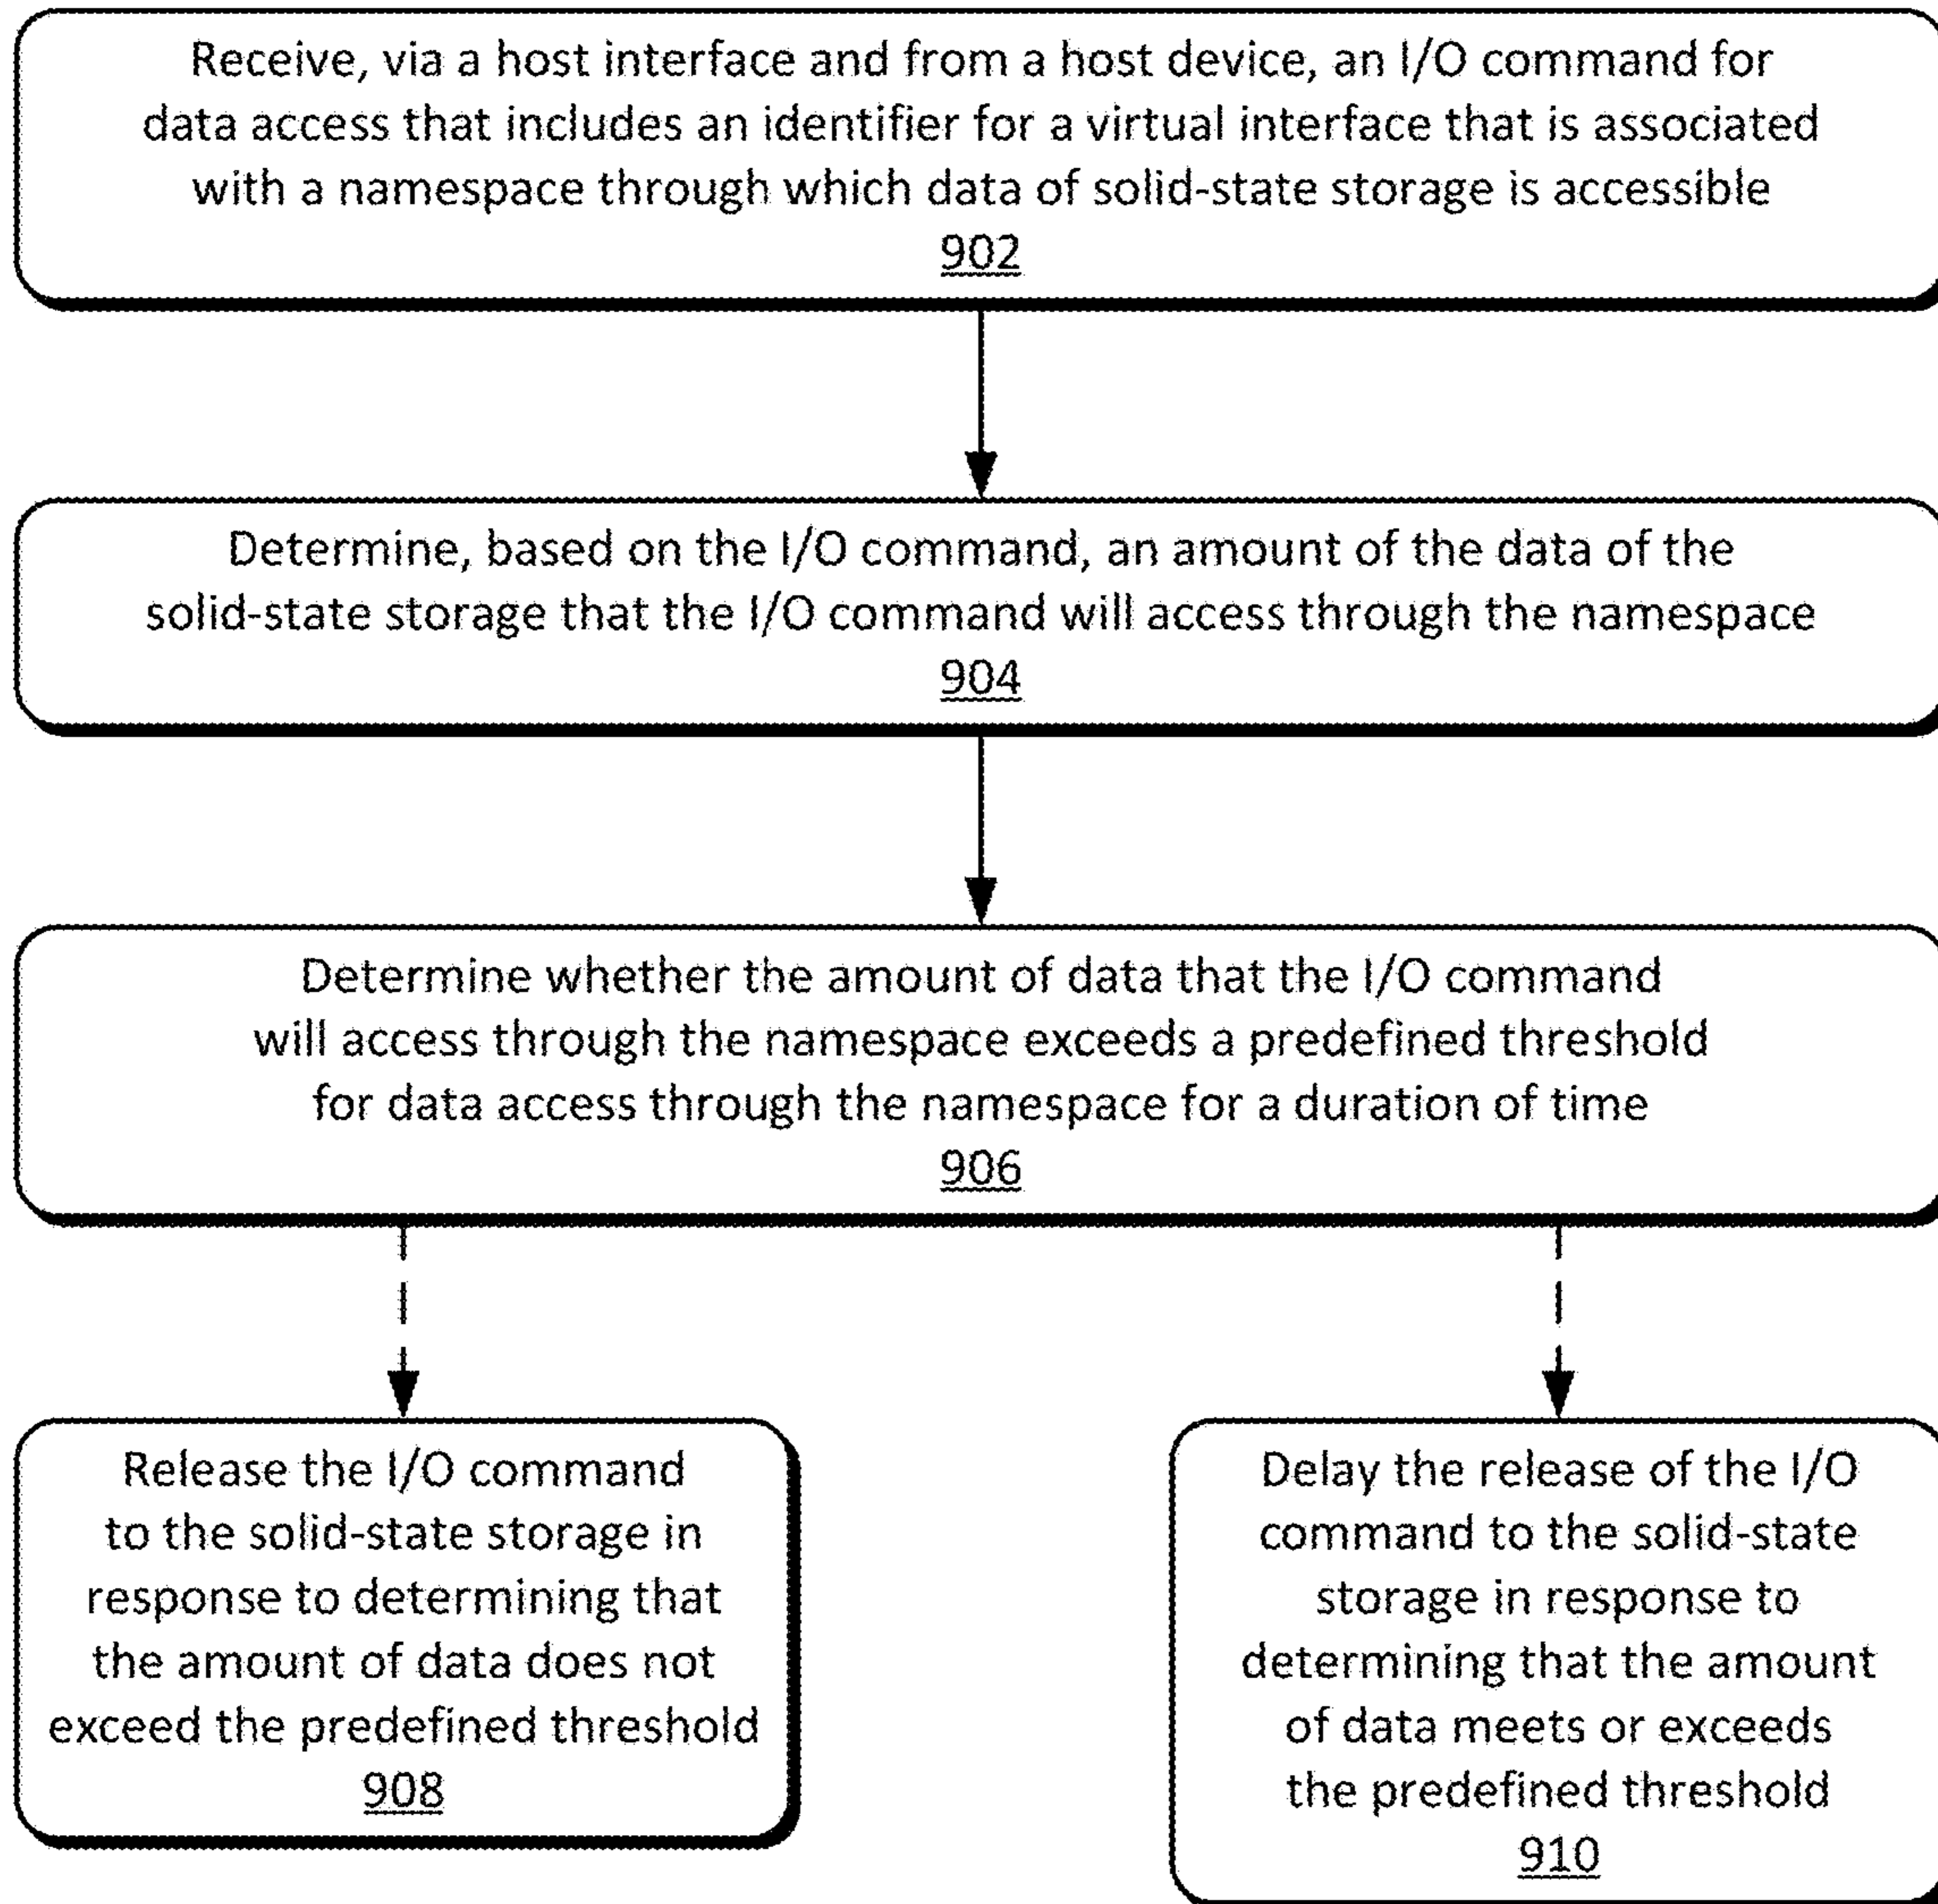 Receive, via a host interface and from a host device, an I/O command for
data access that includes an identifier for a virtual interface that is associated
with a namespace through which data of solid-state storage is accessible
902
Determine, based on the I/O command, an amount of the data of the
solid-state storage that the I/O command will access through the namespace
904
Determine whether the amount of data that the I/O command
will access through the namespace exceeds a predefined threshold
for data access through the namespace for a duration of time
906
Release the I/O command
to the solid-state storage in
response to determining that
the amount of data does not
exceed the predefined threshold
908
Delay the release of the I/O
command to the solid-state
storage in response to
determining that the amount
of data meets or exceeds
the predefined threshold
910